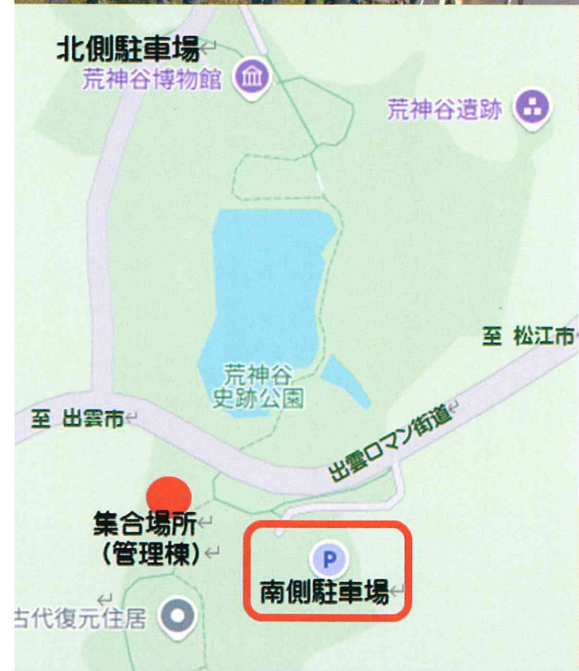 北側駐車場
荒神谷博物館
荒神谷遺跡
至 松江市
荒神谷
史跡公園
至 出雲市
出雲ロマン街道
集合場所
(管理棟)
P
南側駐車場
古代復元住居